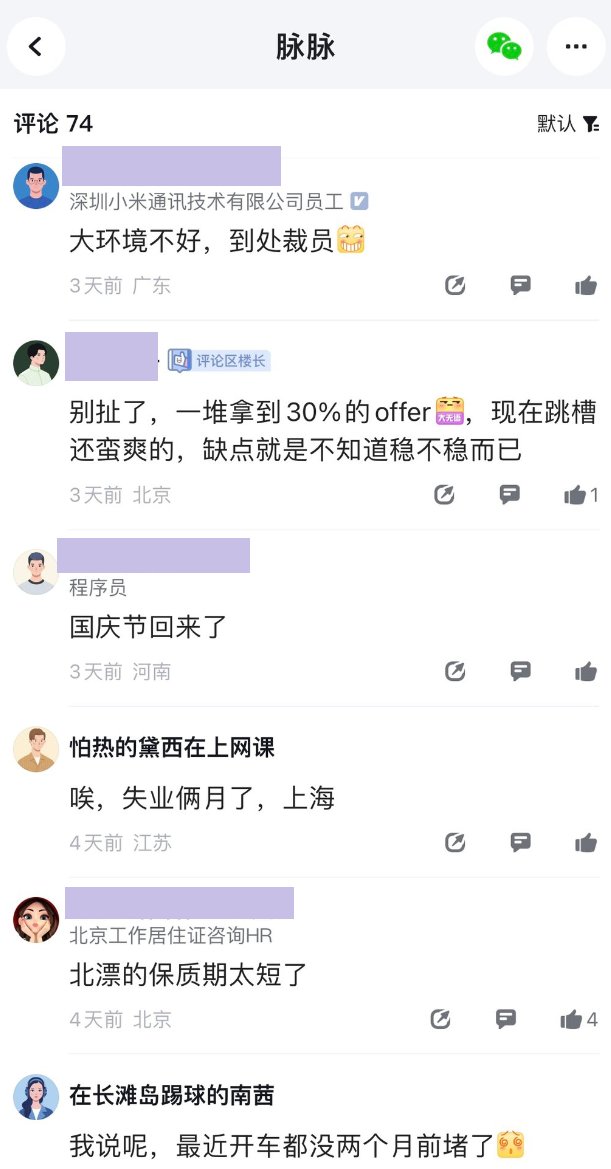 脉脉
评论 74
默认
深圳小米通讯技术有限公司员工
大环境不好，到处裁员
3天前 广东
评论区楼长
别扯了，一堆拿到30%的offer，现在跳槽
还蛮爽的，缺点就是不知道稳不稳而已
3天前 北京
1
程序员
国庆节回来了
3天前 河南
怕热的黛西在上网课
唉，失业俩月了，上海
4天前 江苏
北京工作居住证咨询HR
北漂的保质期太短了
4天前 北京
4
在长滩岛踢球的南茜
我说呢，最近开车都没两个月前堵了